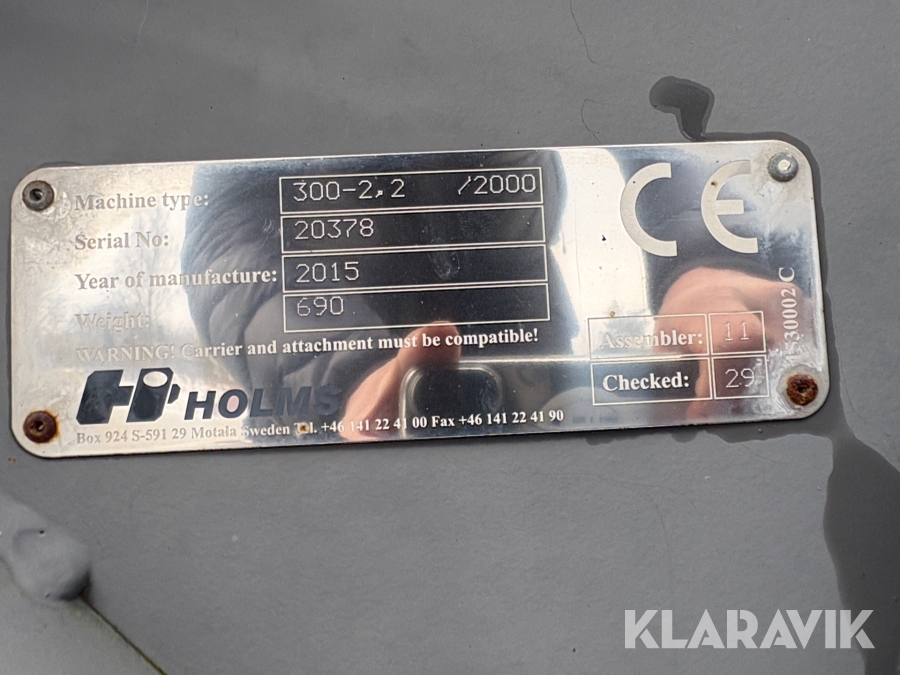 Machine type: 300-2,2 /2000
Serial No: 20378
Year of manufacture: 2015
Weight: 690
WARNING! Carrier and attachment must be compatible!
HOLMS
Box 924 S-591 29 Motala Sweden Tel. +46 141 22 41 00 Fax +46 141 22 41 90
CE
Assembler: 11
Checked: 29
530002 C
KLARAVIK